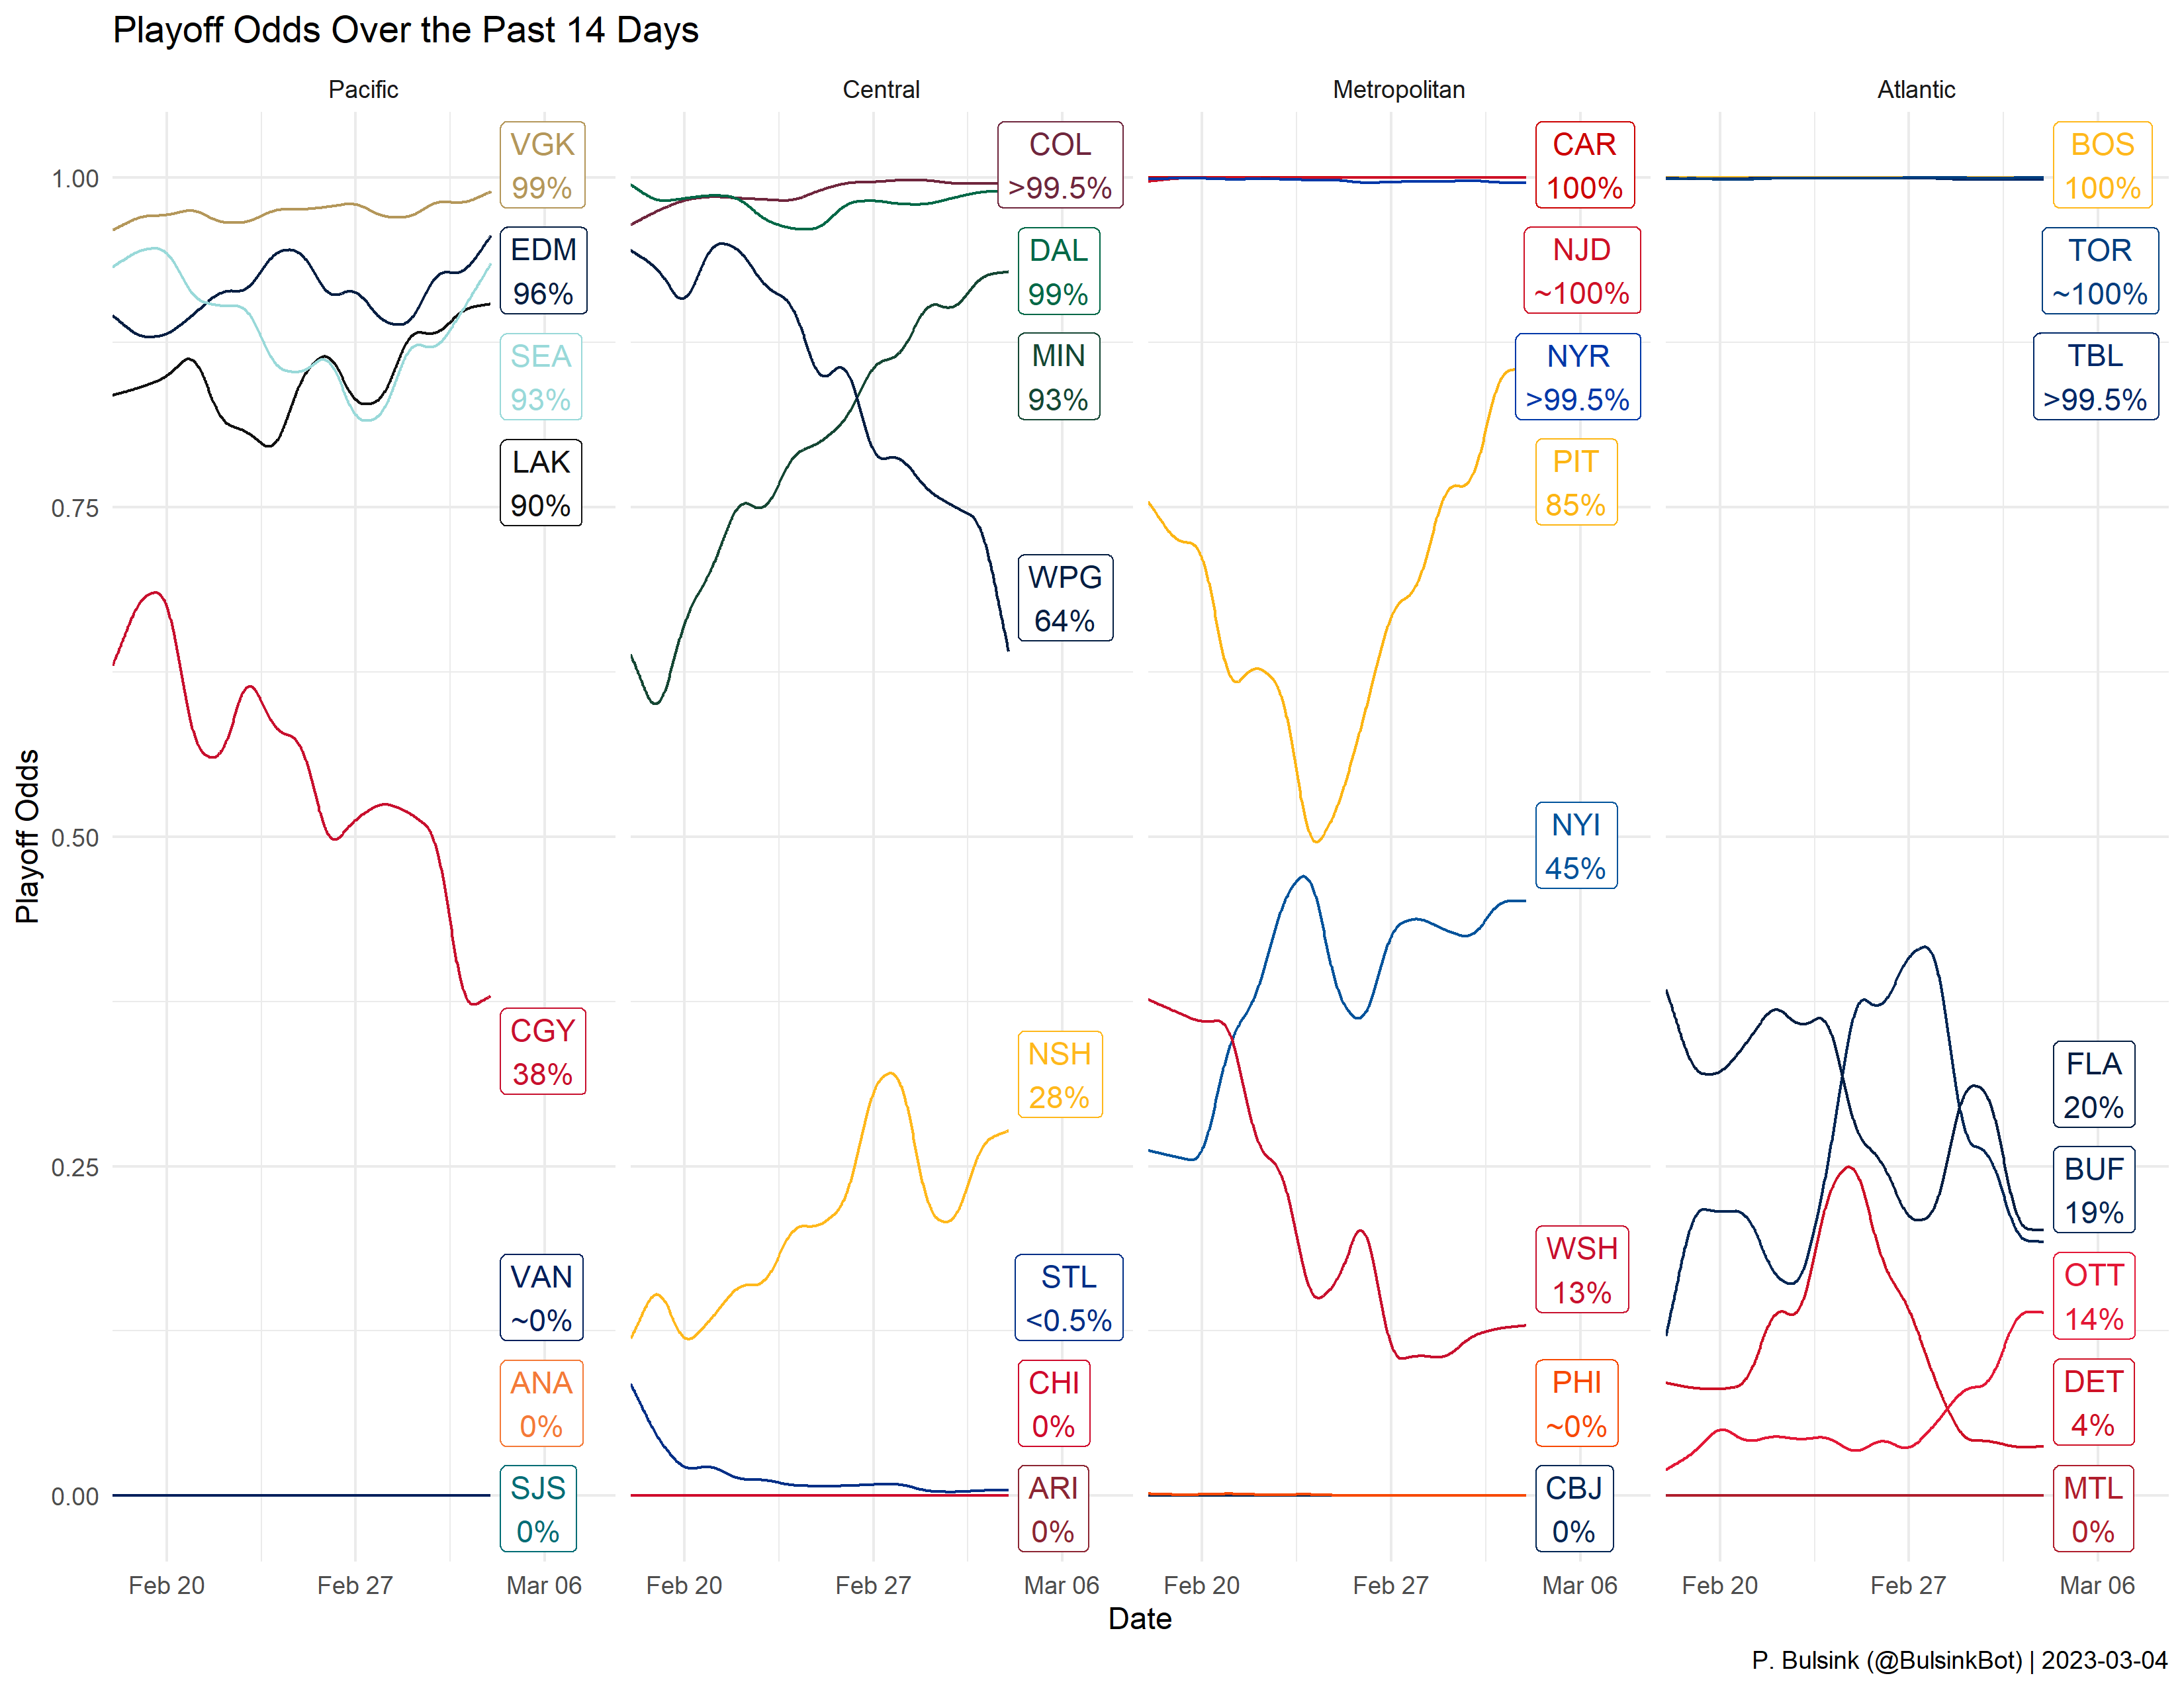 Playoff Odds Over the Past 14 Days
Pacific
Central
Metropolitan
Atlantic
Playoff Odds
1.00
0.75
0.50
0.25
0.00
VGK
99%
EDM
96%
SEA
93%
LAK
90%
CGY
38%
VAN
~0%
ANA
0%
SJS
0%
COL
>99.5%
DAL
99%
MIN
93%
WPG
64%
NSH
28%
STL
<0.5%
CHI
0%
ARI
0%
CAR
100%
NJD
~100%
NYR
>99.5%
PIT
85%
NYI
45%
WSH
13%
PHI
~0%
CBJ
0%
BOS
100%
TOR
~100%
TBL
>99.5%
FLA
20%
BUF
19%
OTT
14%
DET
4%
MTL
0%
Feb 20
Feb 27
Mar 06
Feb 20
Feb 27
Mar 06
Feb 20
Feb 27
Mar 06
Feb 20
Feb 27
Mar 06
Date
P. Bulsink (@BulsinkBot) | 2023-03-04